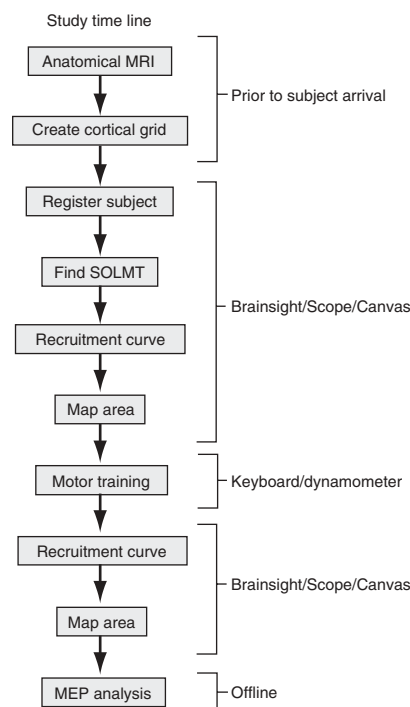 Study time line
Anatomical MRI
Create cortical grid
Prior to subject arrival
Register subject
Find SOLMT
Recruitment curve
Map area
Brainsight/Scope/Canvas
Motor training
Keyboard/dynamometer
Recruitment curve
Map area
Brainsight/Scope/Canvas
MEP analysis
Offline